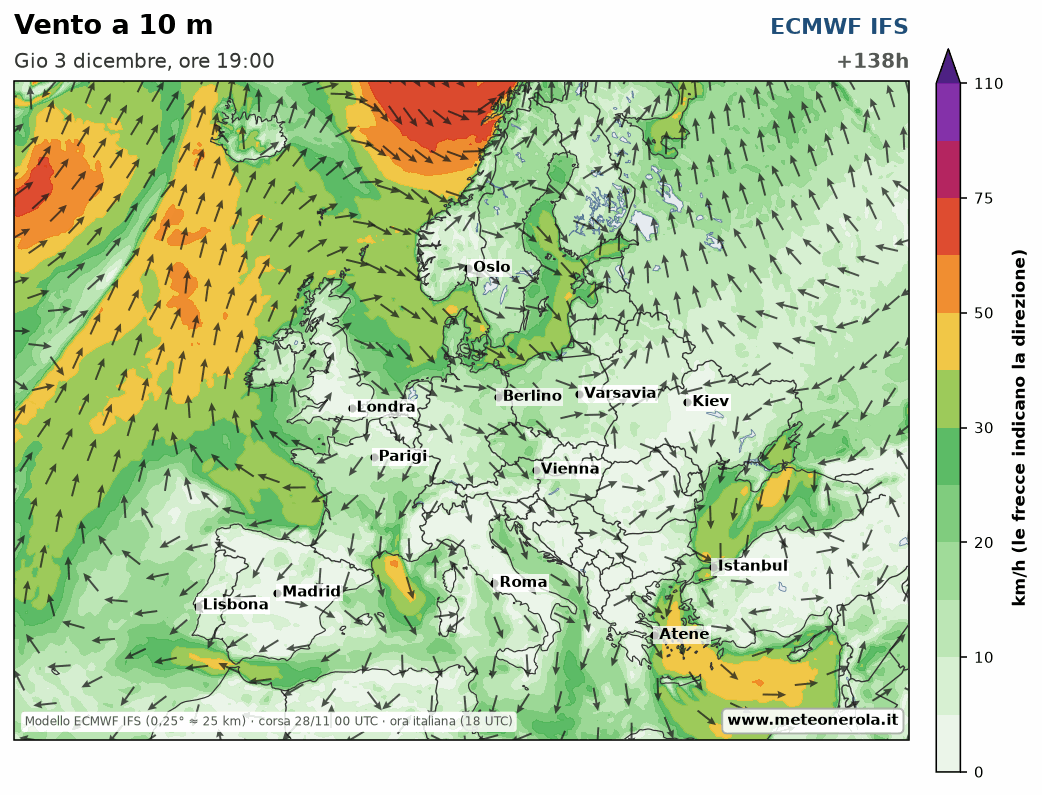 Vento a 10 m
ECMWF IFS
Gio 3 dicembre, ore 19:00
+138h
110
75
50
30
20
10
0
km/h (le frecce indicano la direzione)
Oslo
Berlino
Varsavia
Kiev
Londra
Parigi
Vienna
Istanbul
Roma
Madrid
Lisbona
Atene
Modello ECMWF IFS (0,25° ≈ 25 km) · corsa 28/11 00 UTC · ora italiana (18 UTC)
www.meteonerola.it